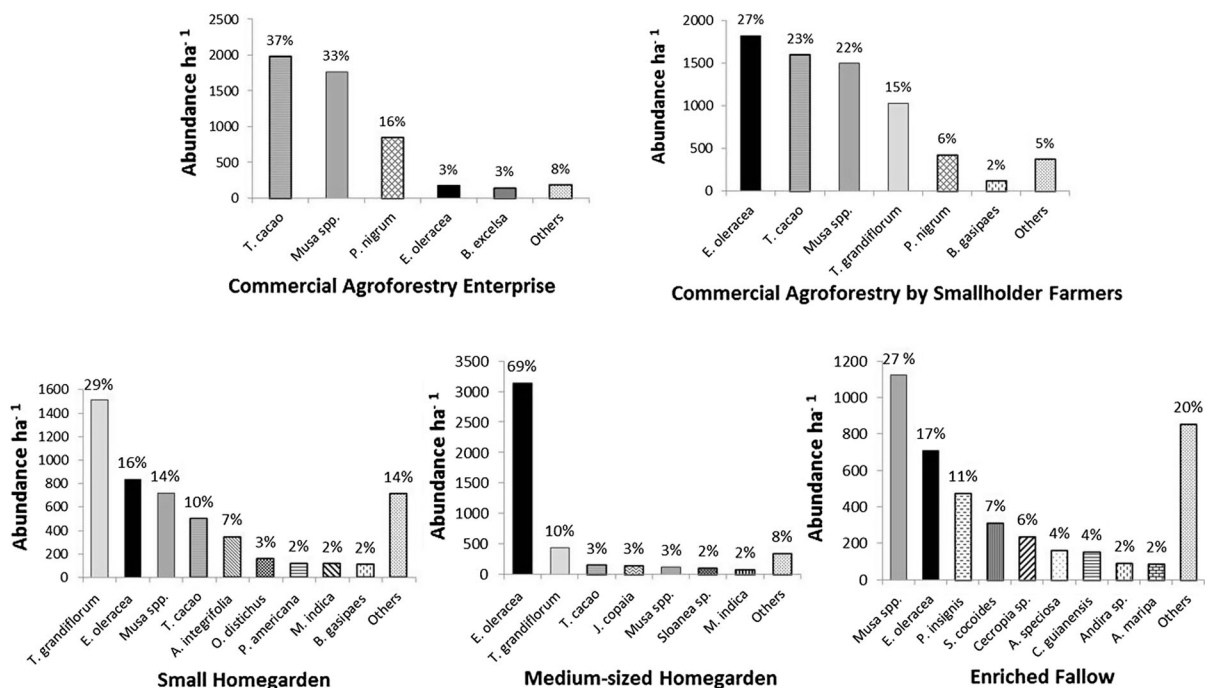 Abundance ha⁻¹
2500
2000
1500
1000
500
0
37%
33%
16%
3%
3%
8%
T. cacao
Musa spp.
P. nigrum
E. oleracea
B. excelsa
Others
Commercial Agroforestry Enterprise
Abundance ha⁻¹
2000
1500
1000
500
0
27%
23%
22%
15%
6%
2%
5%
E. oleracea
T. cacao
Musa spp.
T. grandiflorum
P. nigrum
B. gasipaes
Others
Commercial Agroforestry by Smallholder Farmers
Abundance ha⁻¹
1600
1400
1200
1000
800
600
400
200
0
29%
16%
14%
10%
7%
3%
2%
2%
2%
14%
T. grandiflorum
E. oleracea
Musa spp.
T. cacao
A. integrifolia
O. distichus
P. americana
M. indica
B. gasipaes
Others
Small Homegarden
Abundance ha⁻¹
3500
3000
2500
2000
1500
1000
500
0
69%
10%
3%
3%
3%
2%
2%
8%
E. oleracea
T. grandiflorum
T. cacao
J. copaia
Musa spp.
Sloanea sp.
M. indica
Others
Medium-sized Homegarden
Abundance ha⁻¹
1200
1000
800
600
400
200
0
27 %
17%
11%
7%
6%
4%
4%
2%
2%
20%
Musa spp.
E. oleracea
P. insignis
S. cocoides
Cecropia sp.
A. speciosa
C. guianensis
Andira sp.
A. maripa
Others
Enriched Fallow